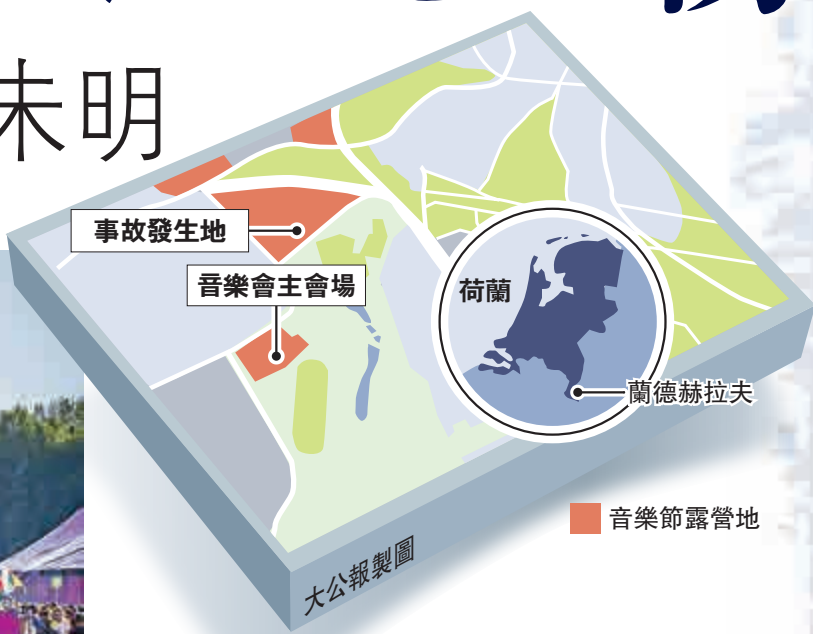 未明
事故發生地
音樂會主會場
荷蘭
蘭德赫拉夫
音樂節露營地
大公報製圖